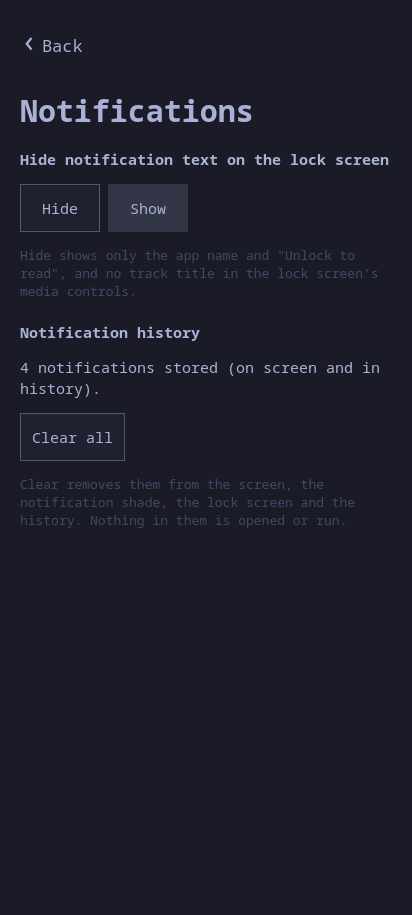 Back
Notifications
Hide notification text on the lock screen
Hide
Show
Hide shows only the app name and "Unlock to
read", and no track title in the lock screen's
media controls.
Notification history
4 notifications stored (on screen and in
history).
Clear all
Clear removes them from the screen, the
notification shade, the lock screen and the
history. Nothing in them is opened or run.